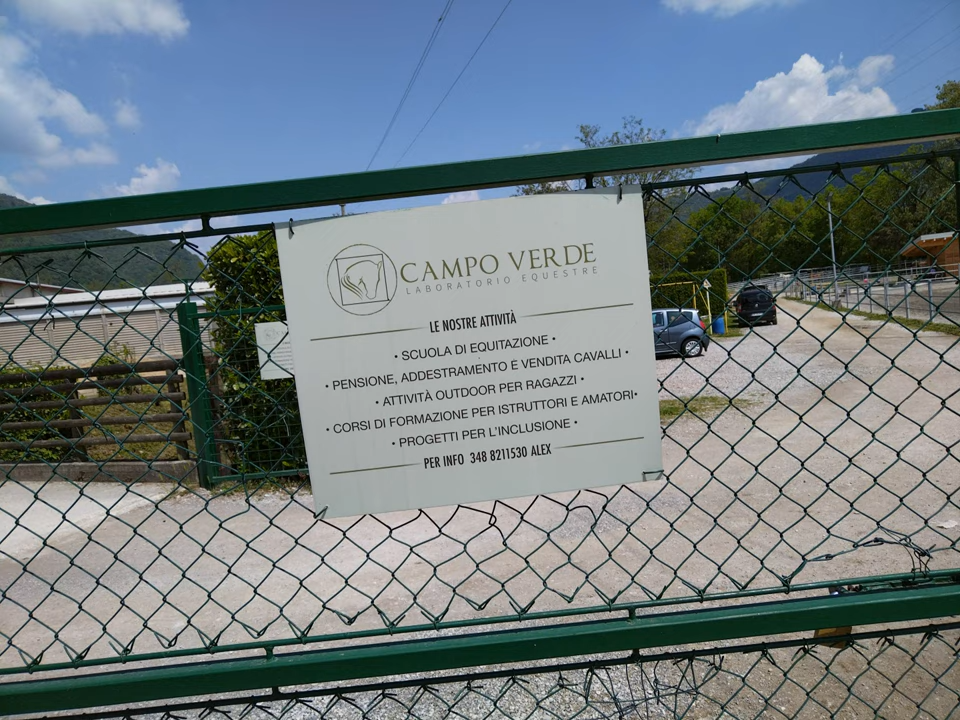 CAMPO VERDE
LABORATORIO EQUESTRE
LE NOSTRE ATTIVITÀ
• SCUOLA DI EQUITAZIONE •
• PENSIONE, ADDESTRAMENTO E VENDITA CAVALLI •
• ATTIVITÀ OUTDOOR PER RAGAZZI •
• CORSI DI FORMAZIONE PER ISTRUTTORI E AMATORI•
• PROGETTI PER L'INCLUSIONE •
PER INFO 348 8211530 ALEX